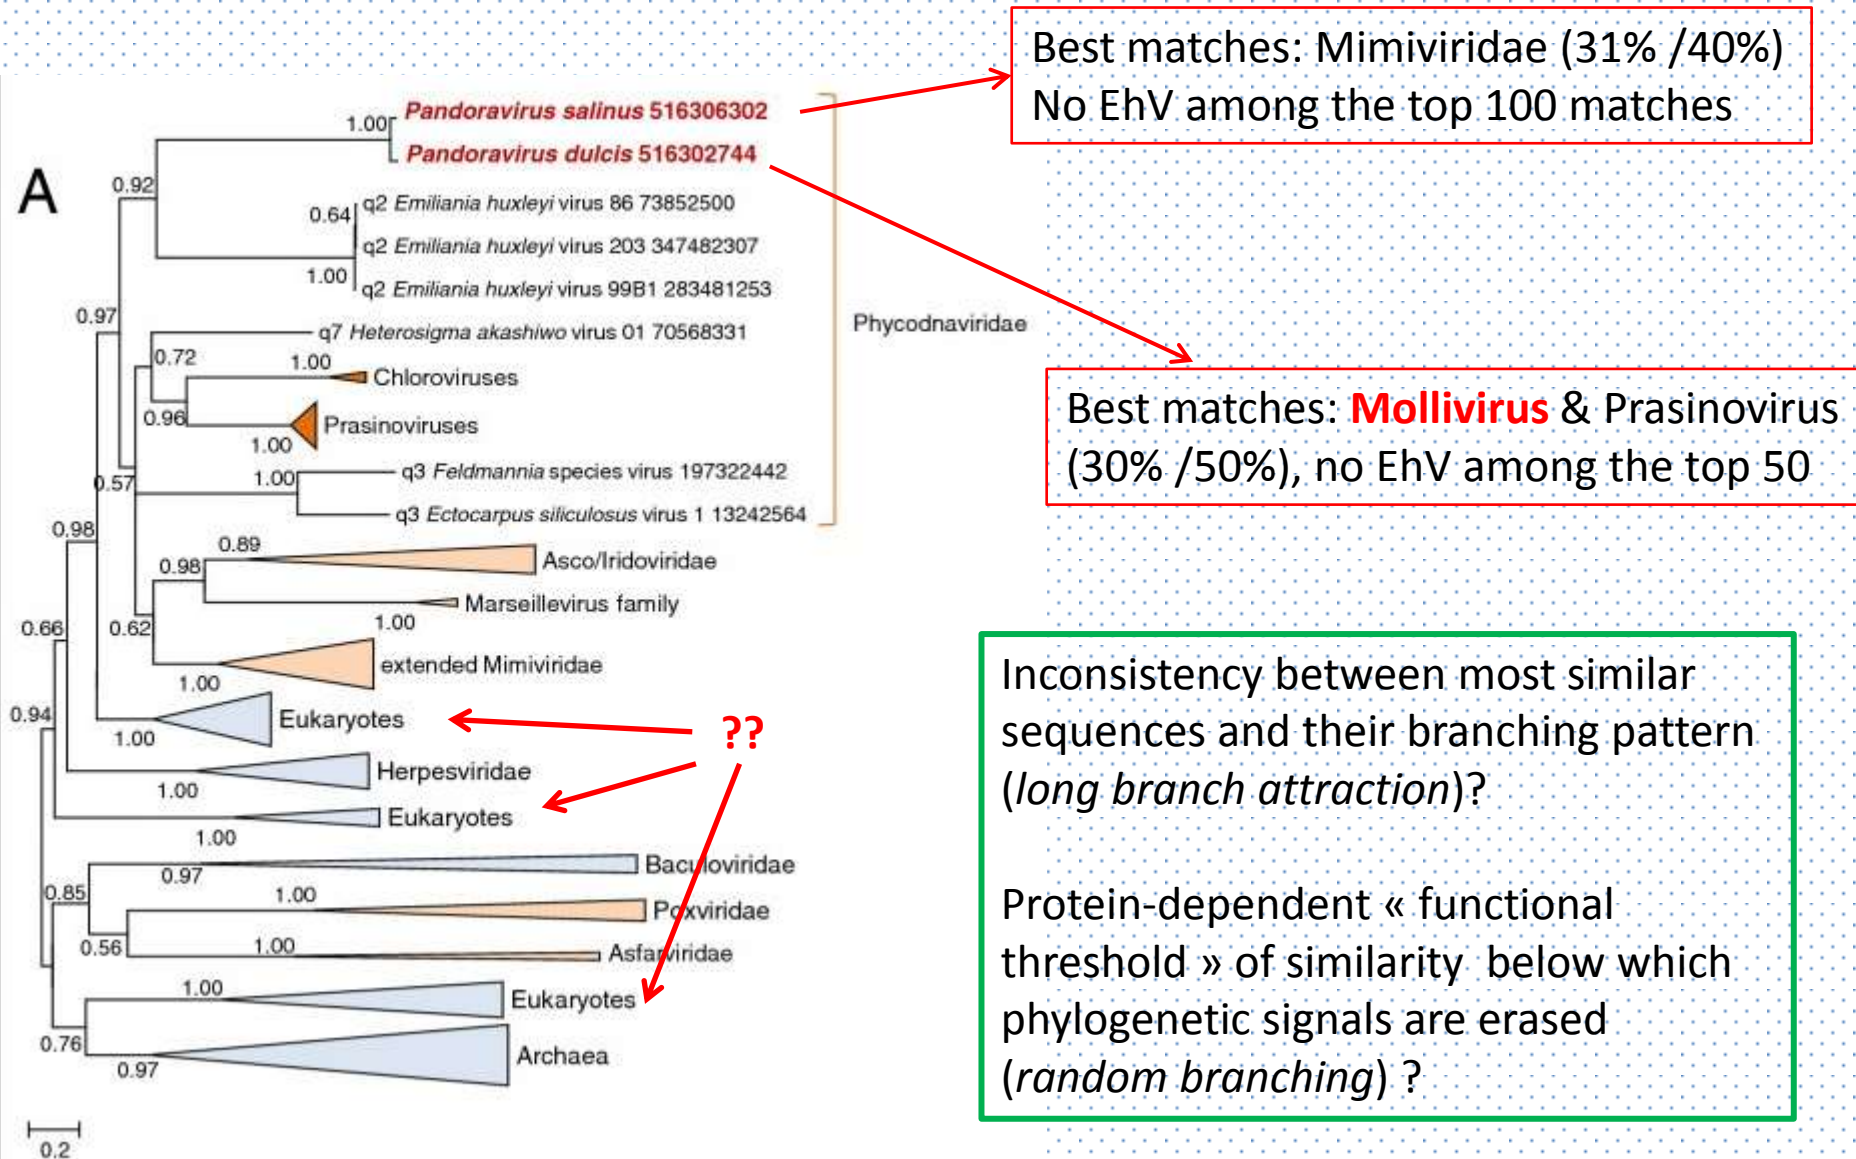 Best matches: Mimiviridae (31% /40%)
No EhV among the top 100 matches
A
1.00
Pandoravirus salinus 516306302
Pandoravirus dulcis 516302744
0.92
0.64
q2 Emiliania huxleyi virus 86 73852500
q2 Emiliania huxleyi virus 203 347482307
1.00
q2 Emiliania huxleyi virus 99B1 283481253
0.97
q7 Heterosigma akashiwo virus 01 70568331
Phycodnaviridae
0.72
1.00
Chloroviruses
0.96
Prasinoviruses
1.00
Best matches: Mollivirus & Prasinovirus
(30% /50%), no EhV among the top 50
0.57
1.00
q3 Feldmannia species virus 197322442
q3 Ectocarpus siliculosus virus 1 13242564
0.98
0.89
0.98
Asco/Iridoviridae
Marseillevirus family
1.00
0.66
0.62
extended Mimiviridae
1.00
0.94
Eukaryotes
1.00
??
Herpesviridae
1.00
Eukaryotes
1.00
Baculoviridae
0.97
0.85
1.00
Poxviridae
0.56
1.00
Asfarviridae
1.00
Eukaryotes
0.76
Archaea
0.97
0.2
Inconsistency between most similar
sequences and their branching pattern
(long branch attraction)?
Protein-dependent « functional
threshold » of similarity below which
phylogenetic signals are erased
(random branching) ?